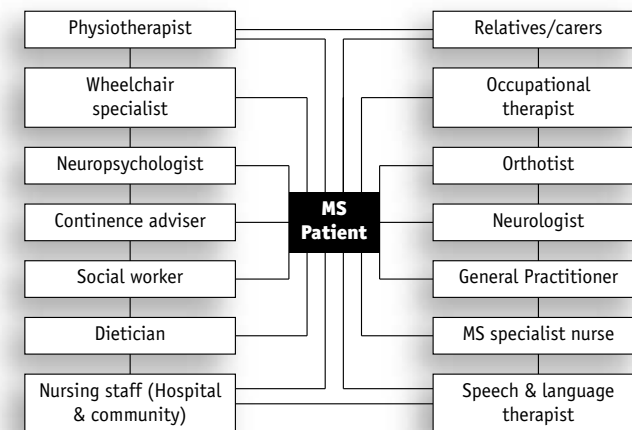 Physiotherapist
Relatives/carers
Wheelchair
specialist
Occupational
therapist
Neuropsychologist
Orthotist
MS
Patient
Continence adviser
Neurologist
Social worker
General Practitioner
Dietician
MS specialist nurse
Nursing staff (Hospital
& community)
Speech & language
therapist